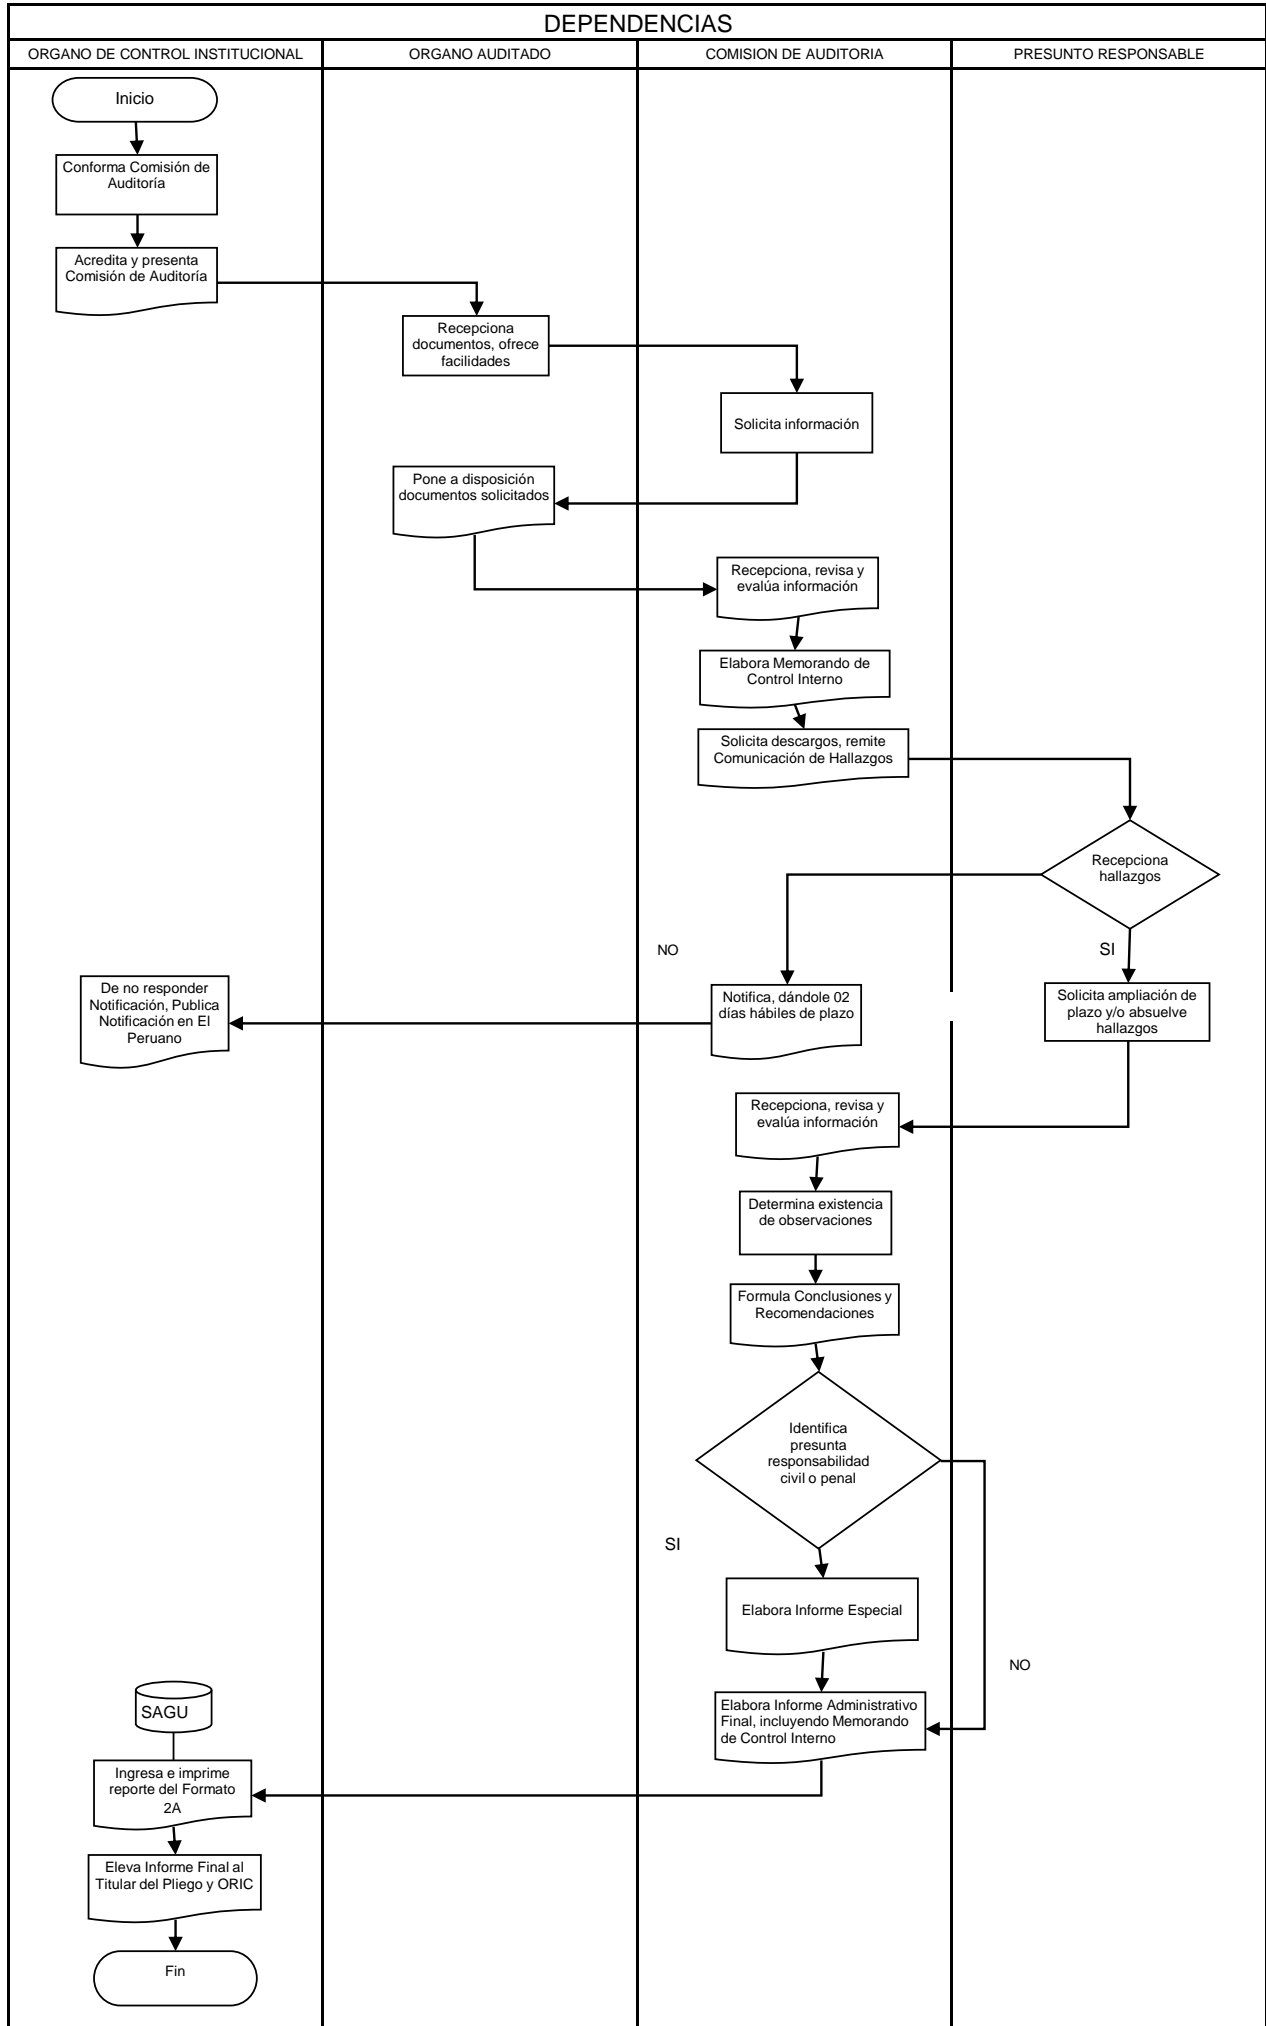 DEPENDENCIAS
ORGANO DE CONTROL INSTITUCIONAL
ORGANO AUDITADO
COMISION DE AUDITORIA
PRESUNTO RESPONSABLE
Inicio
Conforma Comisión de
Auditoría
Acredita y presenta
Comisión de Auditoría
Recepciona
documentos, ofrece
facilidades
Solicita información
Pone a disposición
documentos solicitados
Recepciona, revisa y
evalúa información
Elabora Memorando de
Control Interno
Solicita descargos, remite
Comunicación de Hallazgos
Recepciona
hallazgos
NO
SI
De no responder
Notificación, Publica
Notificación en El
Peruano
Notifica, dándole 02
días hábiles de plazo
Solicita ampliación de
plazo y/o absuelve
hallazgos
Recepciona, revisa y
evalúa información
Determina existencia
de observaciones
Formula Conclusiones y
Recomendaciones
Identifica
presunta
responsabilidad
civil o penal
SI
Elabora Informe Especial
NO
SAGU
Elabora Informe Administrativo
Final, incluyendo Memorando
de Control Interno
Ingresa e imprime
reporte del Formato
2A
Eleva Informe Final al
Titular del Pliego y ORIC
Fin